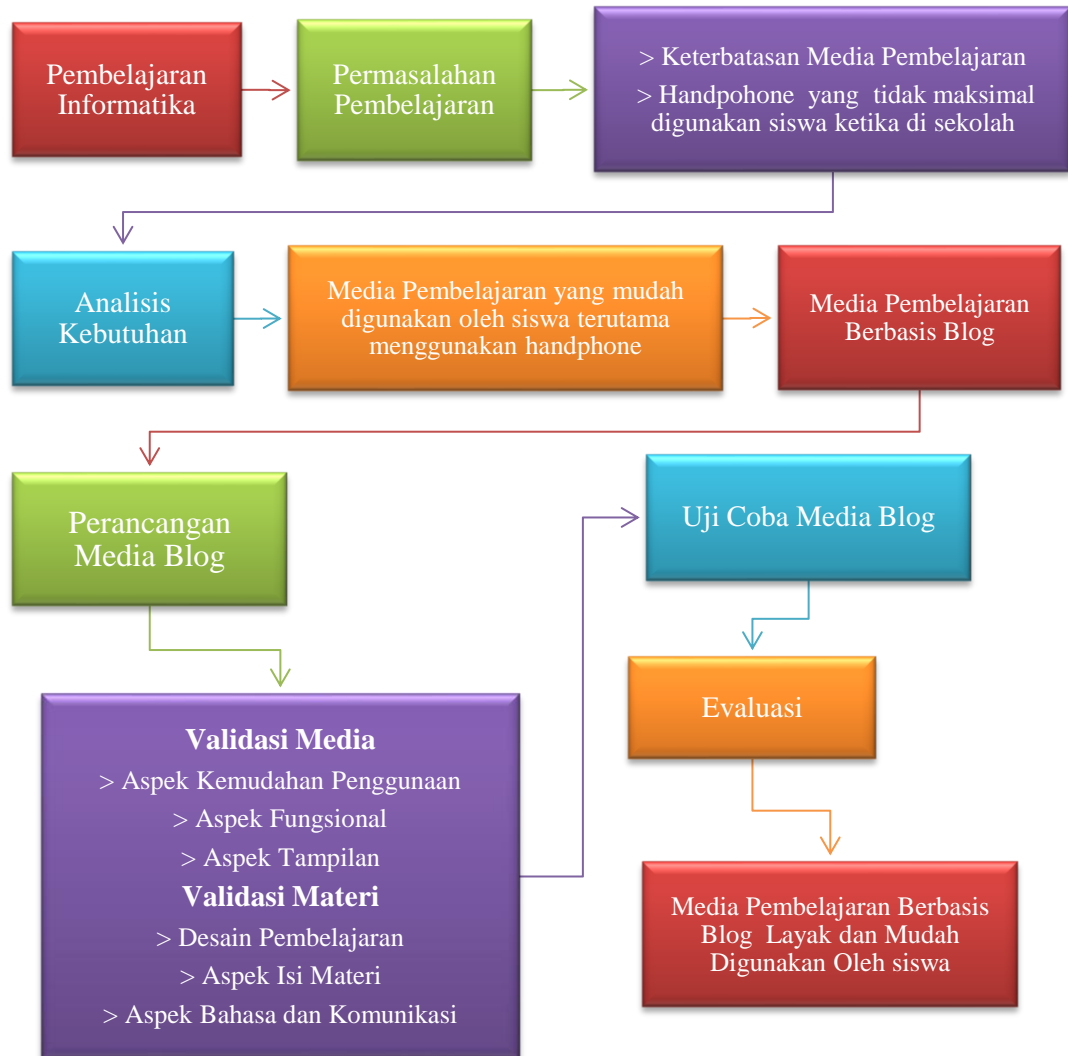 Pembelajaran
Informatika
Permasalahan
Pembelajaran
> Keterbatasan Media Pembelajaran
> Handpohone yang tidak maksimal
digunakan siswa ketika di sekolah
Analisis
Kebutuhan
Media Pembelajaran yang mudah
digunakan oleh siswa terutama
menggunakan handphone
Media Pembelajaran
Berbasis Blog
Perancangan
Media Blog
Validasi Media
> Aspek Kemudahan Penggunaan
> Aspek Fungsional
> Aspek Tampilan
Validasi Materi
> Desain Pembelajaran
> Aspek Isi Materi
> Aspek Bahasa dan Komunikasi
Uji Coba Media Blog
Evaluasi
Media Pembelajaran Berbasis
Blog Layak dan Mudah
Digunakan Oleh siswa